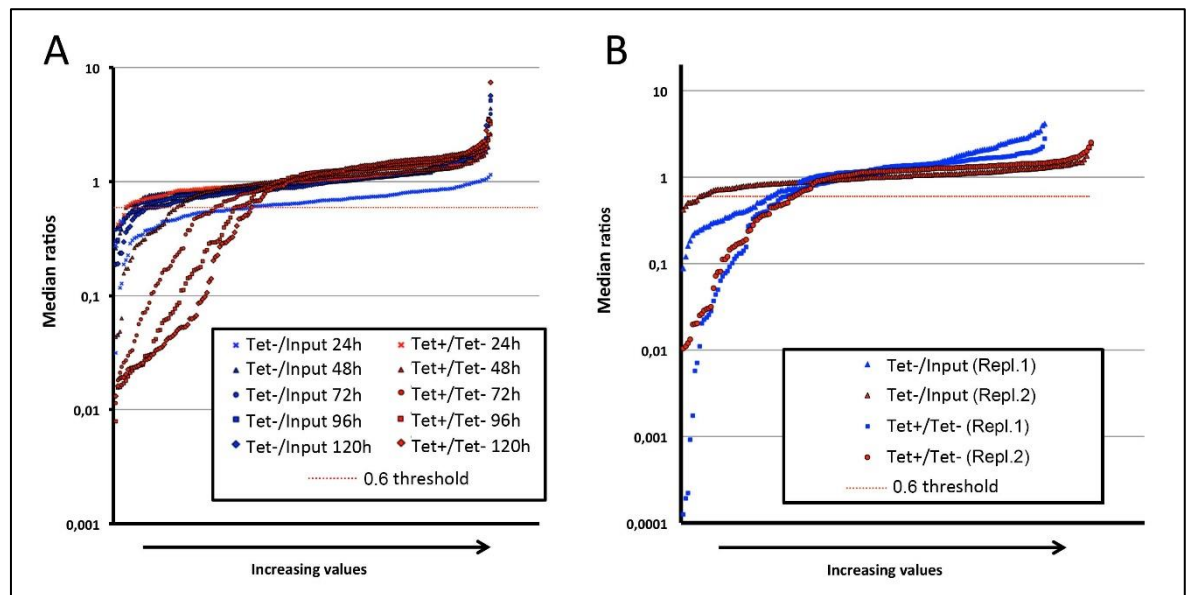 A
10
1
0,1
0,01
0,001
Median ratios
Tet-/Input 24h
Tet+/Tet- 24h
Tet-/Input 48h
Tet+/Tet- 48h
Tet-/Input 72h
Tet+/Tet- 72h
Tet-/Input 96h
Tet+/Tet- 96h
Tet-/Input 120h
Tet+/Tet- 120h
0.6 threshold
Increasing values
B
10
1
0,1
0,01
0,001
0,0001
Median ratios
Tet-/Input (Repl.1)
Tet-/Input (Repl.2)
Tet+/Tet- (Repl.1)
Tet+/Tet- (Repl.2)
0.6 threshold
Increasing values